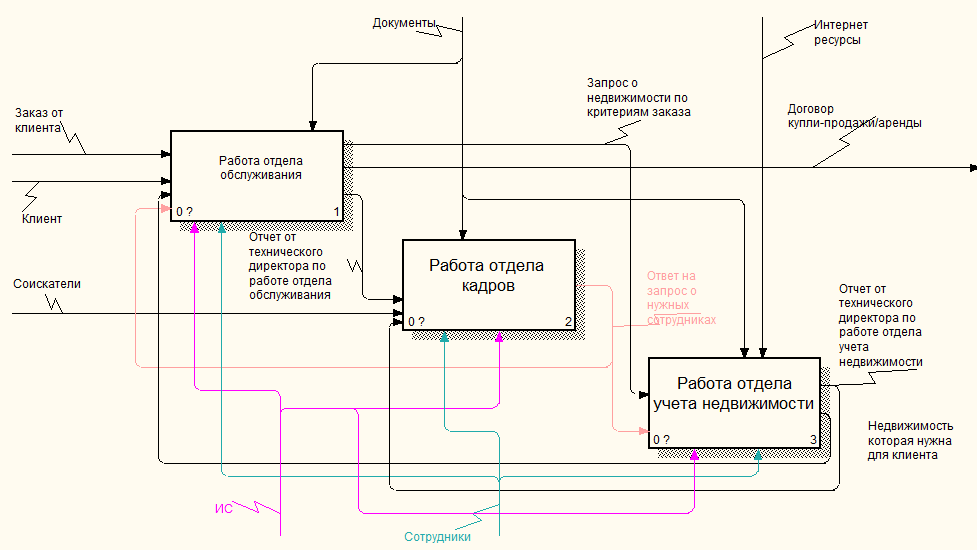 Документы
Интернет
ресурсы
Запрос о
недвижимости по
критериям заказа
Договор
купли-продажи/аренды
Заказ от
клиента
Работа отдела
обслуживания
0 ?
1
Клиент
Отчет от
технического
директора по
работе отдела
обслуживания
Соискатели
Работа отдела
кадров
0 ?
2
Ответ на
запрос о
нужных
сотрудниках
Отчет от
технического
директора по
работе отдела
учета
недвижимости
Работа отдела
учета недвижимости
0 ?
3
Недвижимость
которая нужна
для клиента
ИС
Сотрудники